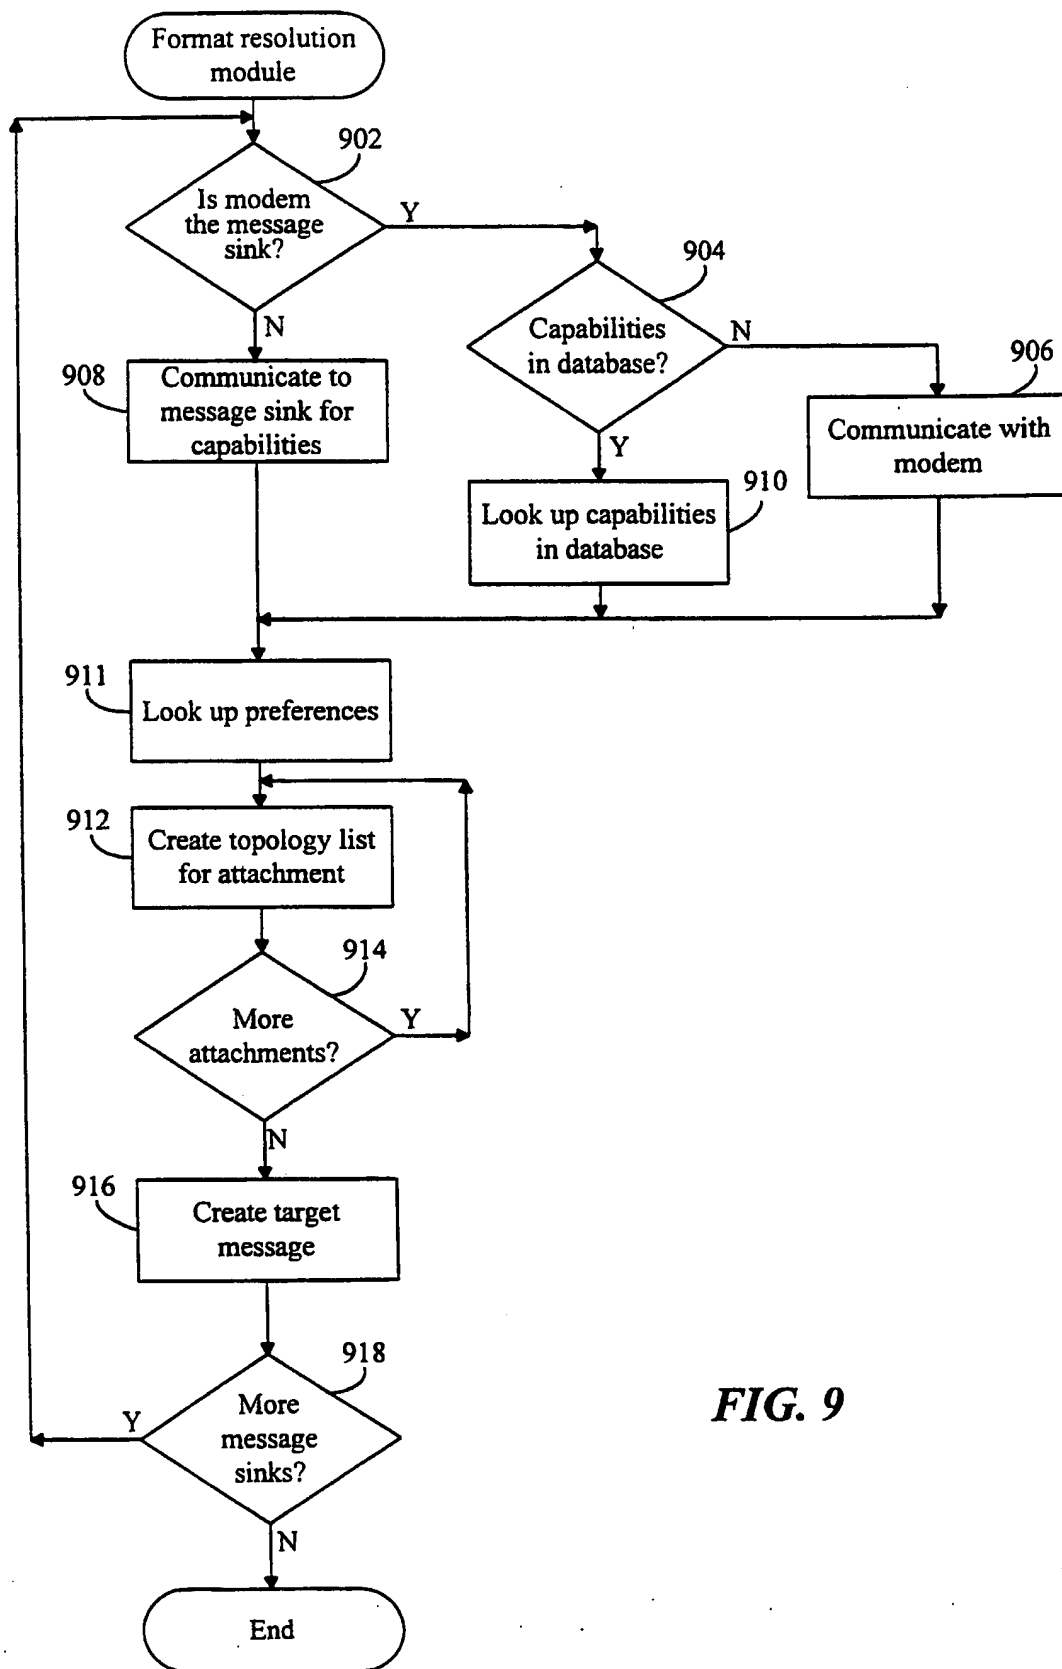 Format resolution
module
902
Is modem
the message
sink?
Y
N
904
Capabilities
in database?
N
Y
906
Communicate with
modem
908
Communicate to
message sink for
capabilities
910
Look up capabilities
in database
911
Look up preferences
912
Create topology list
for attachment
914
More
attachments?
Y
N
916
Create target
message
918
More
message
sinks?
Y
N
End
FIG. 9